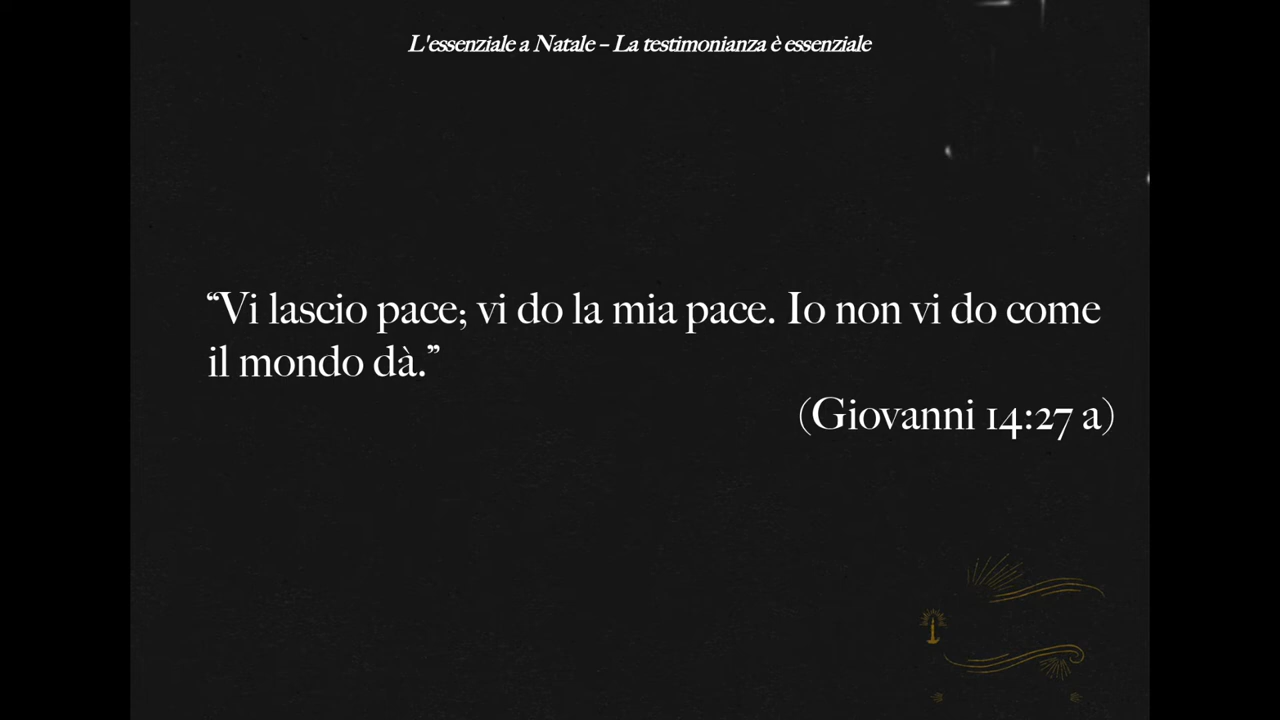 L'essenziale a Natale – La testimonianza è essenziale
“Vi lascio pace; vi do la mia pace. Io non vi do come
il mondo dà.”
(Giovanni 14:27 a)